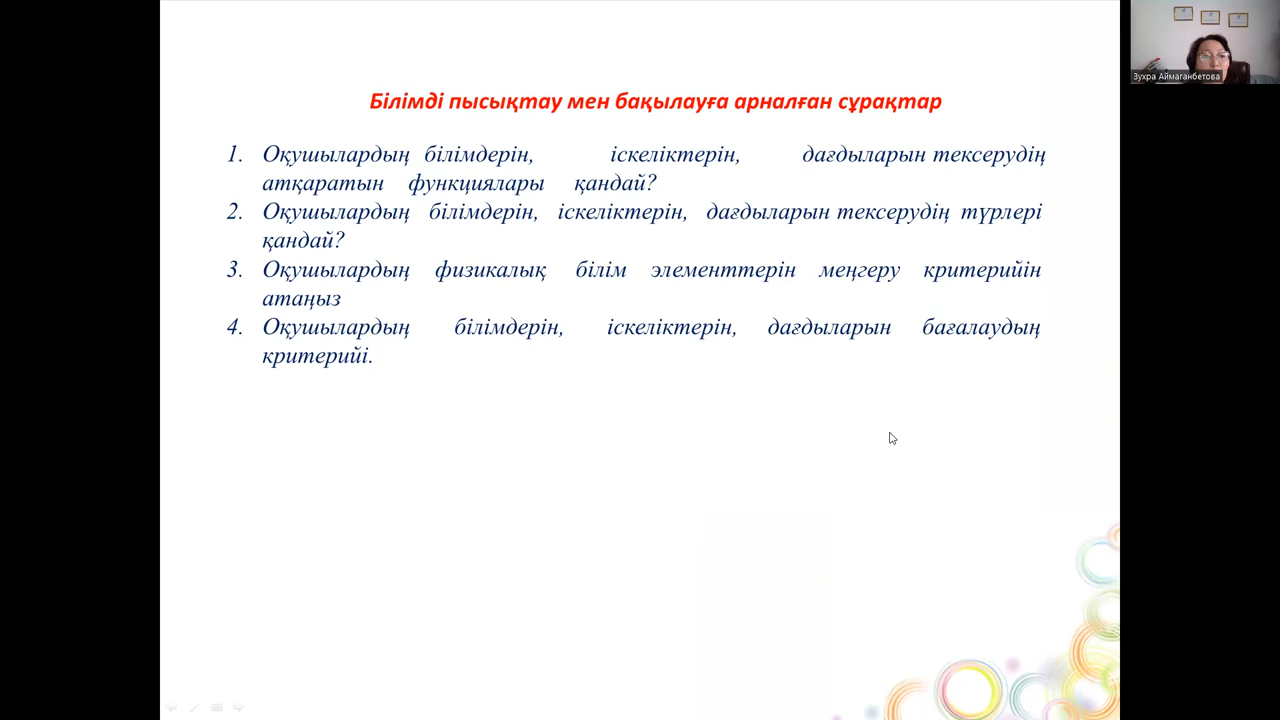 Зухра Аймаганбетова
Білімді пысықтау мен бақылауға арналған сұрақтар
1. Оқушылардың білімдерін, іскеліктерін, дағдыларын тексерудің
атқаратын функциялары қандай?
2. Оқушылардың білімдерін, іскеліктерін, дағдыларын тексерудің түрлері
қандай?
3. Оқушылардың физикалық білім элементтерін меңгеру критерийін
атаңыз
4. Оқушылардың білімдерін, іскеліктерін, дағдыларын бағалаудың
критерийі.